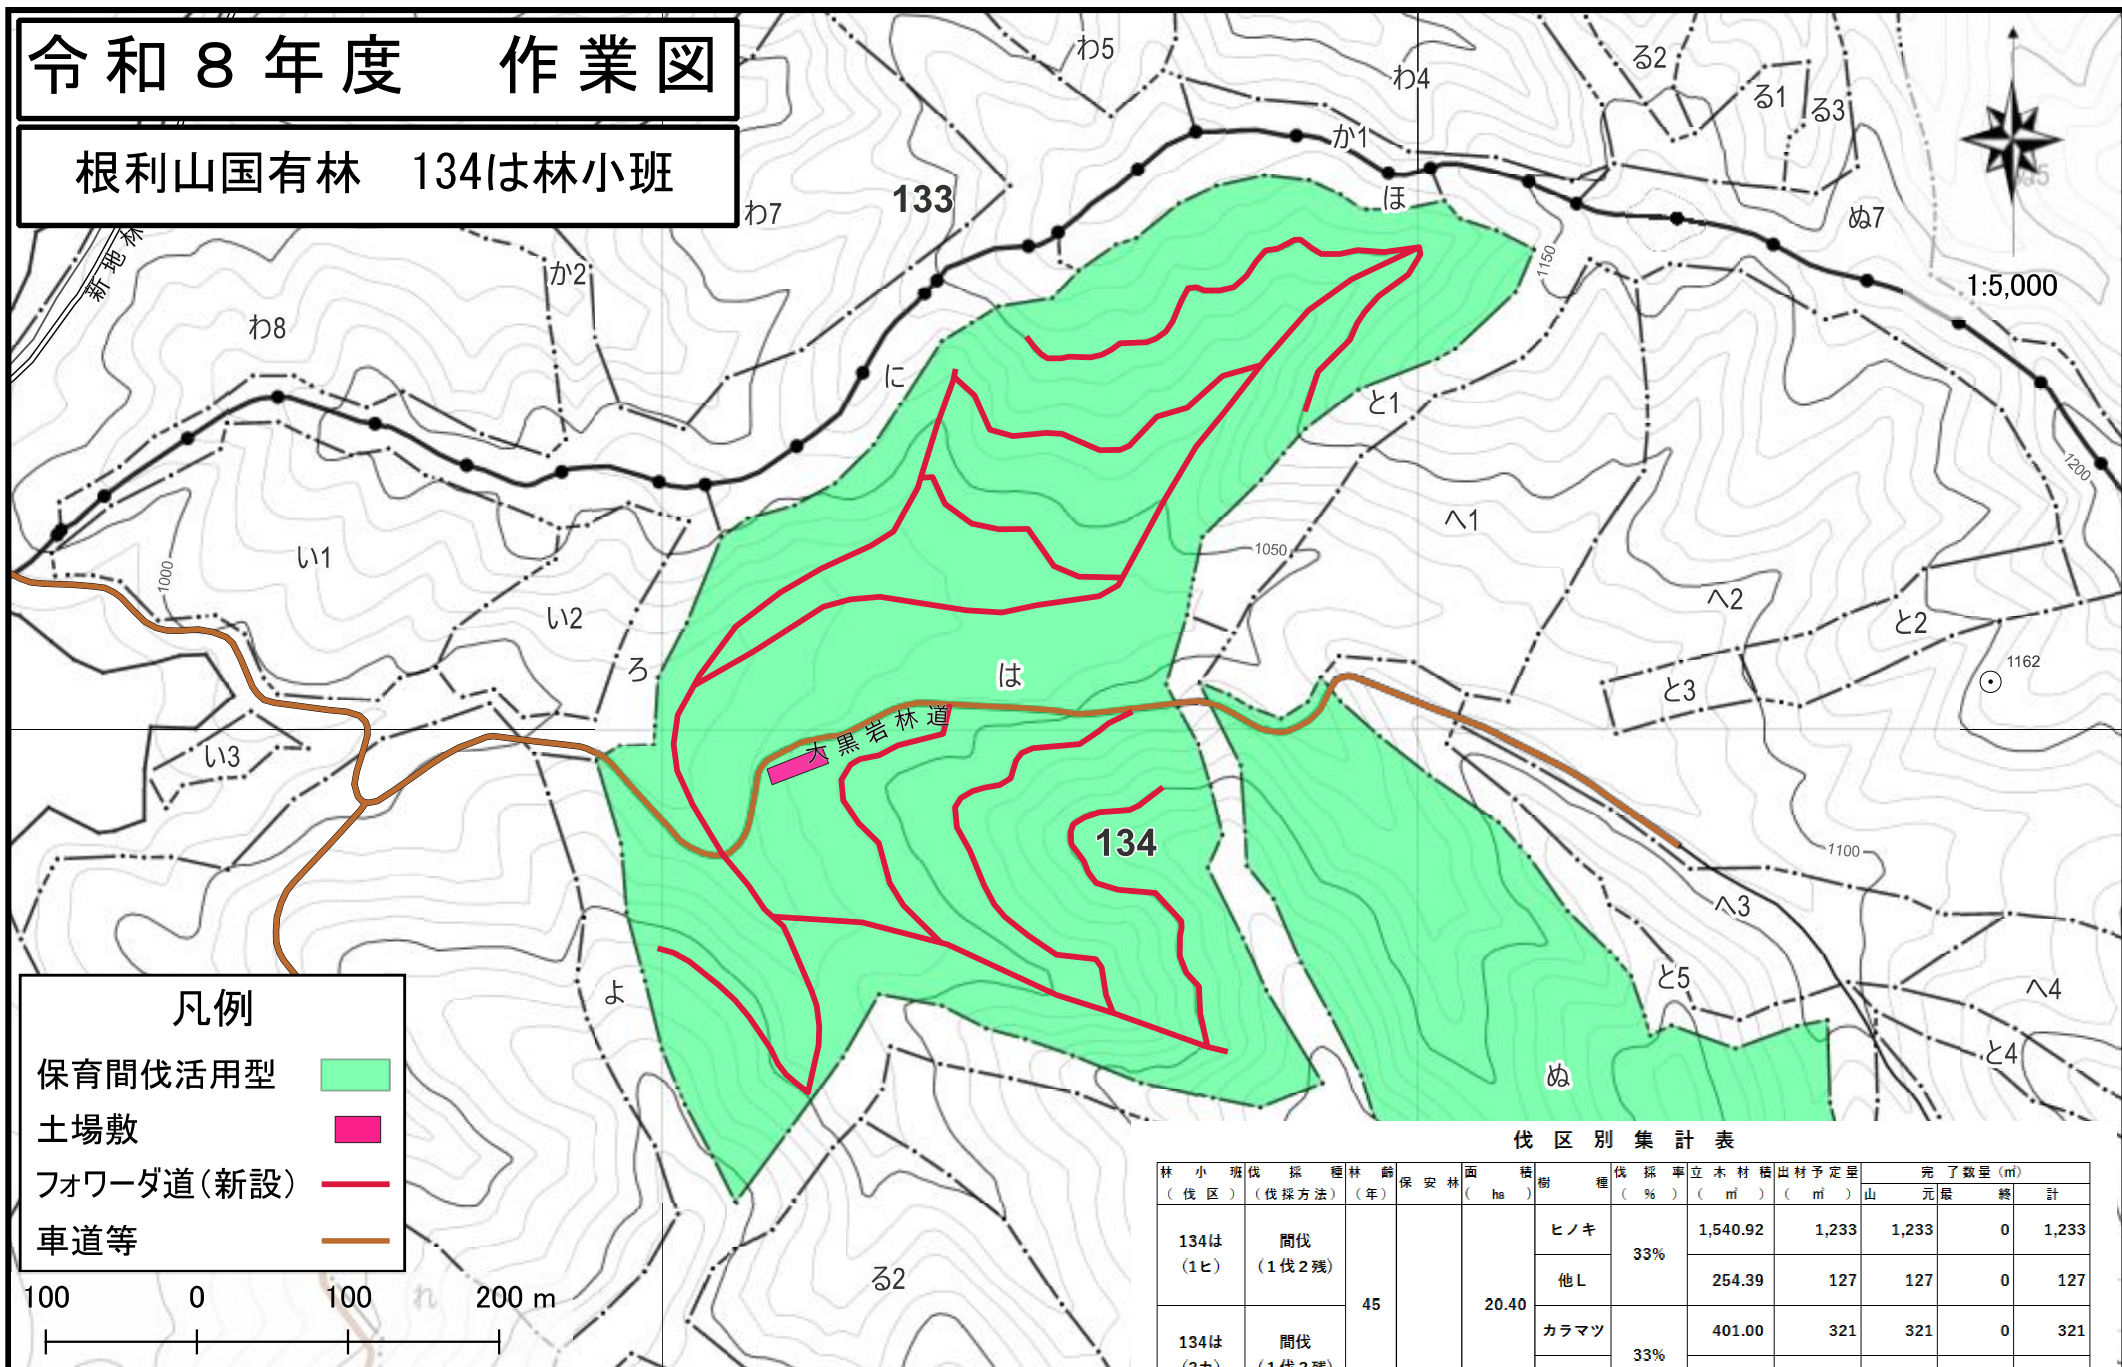 令和８年度　作業図
根利山国有林　134は林小班
わ5
わ4
る2
る1
る3
か1
ほ
133
わ7
ぬ7
1:5,000
新地林
か2
1150
わ8
に
と1
1200
へ1
1050
い1
1000
い2
へ2
と2
ろ
は
1162
と3
大黒岩林道
い3
134
1100
へ3
と5
よ
へ4
と4
ぬ
凡例
保育間伐活用型
土場敷
フォワーダ道（新設）
車道等
100 0 100 200 m
れ
る2
伐区別集計表
林小班（伐区） 伐採種（伐採方法） 林齢（年） 保安林 面積（ha） 樹種 伐採率（％） 立木材積（㎥） 出材予定量（㎥） 完了数量（㎥） 山元 最終 計
134は（1ヒ） 間伐（1伐2残） 45 20.40 ヒノキ 33% 1,540.92 1,233 1,233 0 1,233
他L 254.39 127 127 0 127
134は 間伐 カラマツ 33% 401.00 321 321 0 321